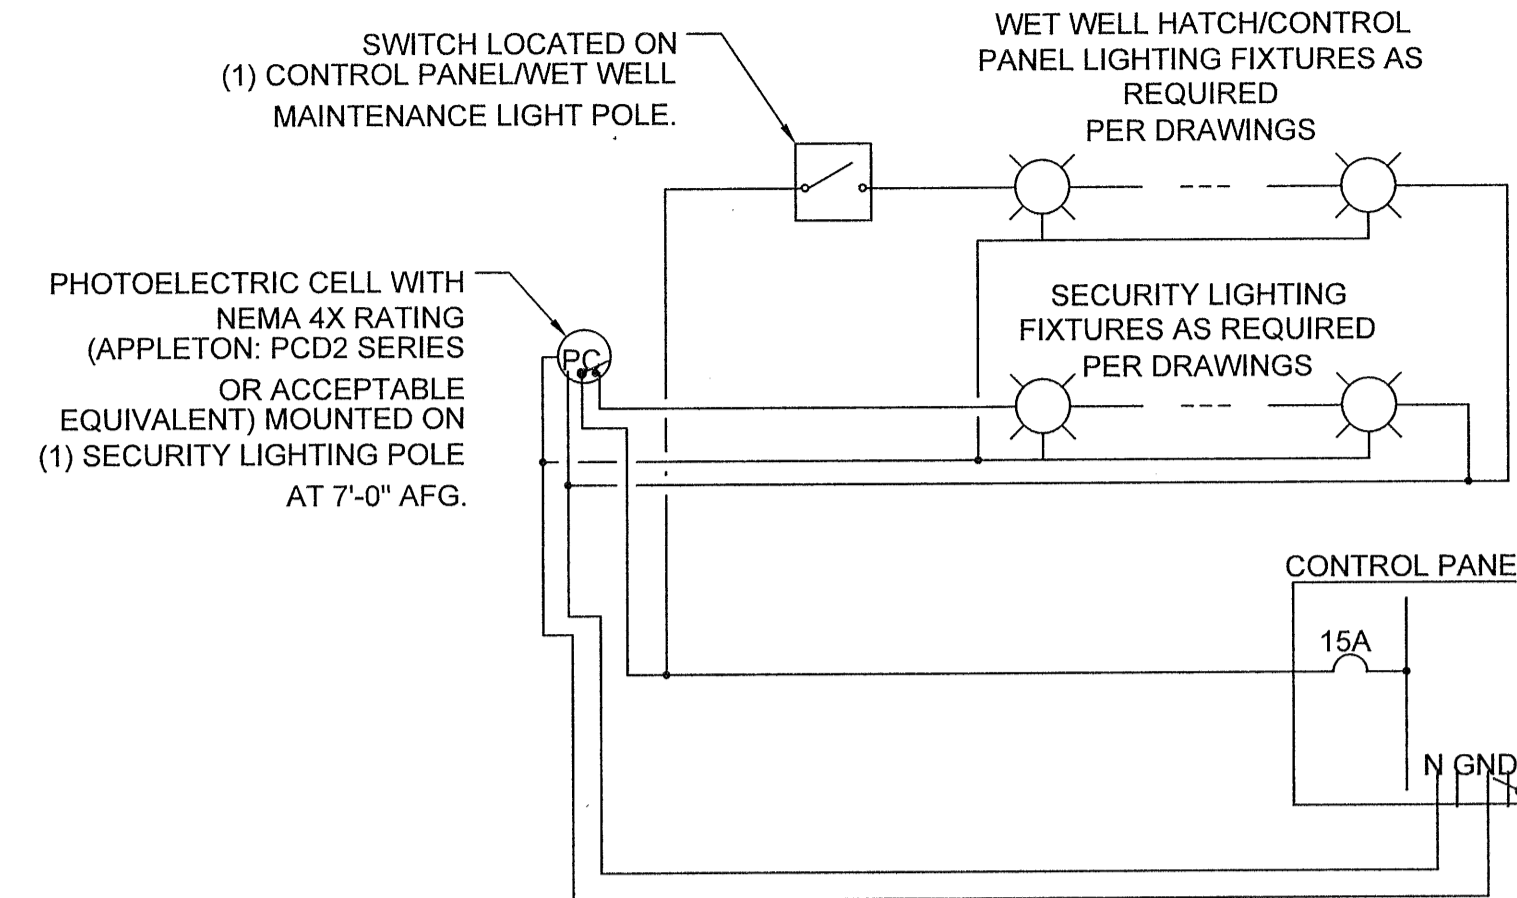 SWITCH LOCATED ON
(1) CONTROL PANEL/WET WELL
MAINTENANCE LIGHT POLE.
WET WELL HATCH/CONTROL
PANEL LIGHTING FIXTURES AS
REQUIRED
PER DRAWINGS
PHOTOELECTRIC CELL WITH
NEMA 4X RATING
(APPLETON: PCD2 SERIES
OR ACCEPTABLE
EQUIVALENT) MOUNTED ON
(1) SECURITY LIGHTING POLE
AT 7'-0" AFG.
PC
SECURITY LIGHTING
FIXTURES AS REQUIRED
PER DRAWINGS
CONTROL PANE
15A
N GND